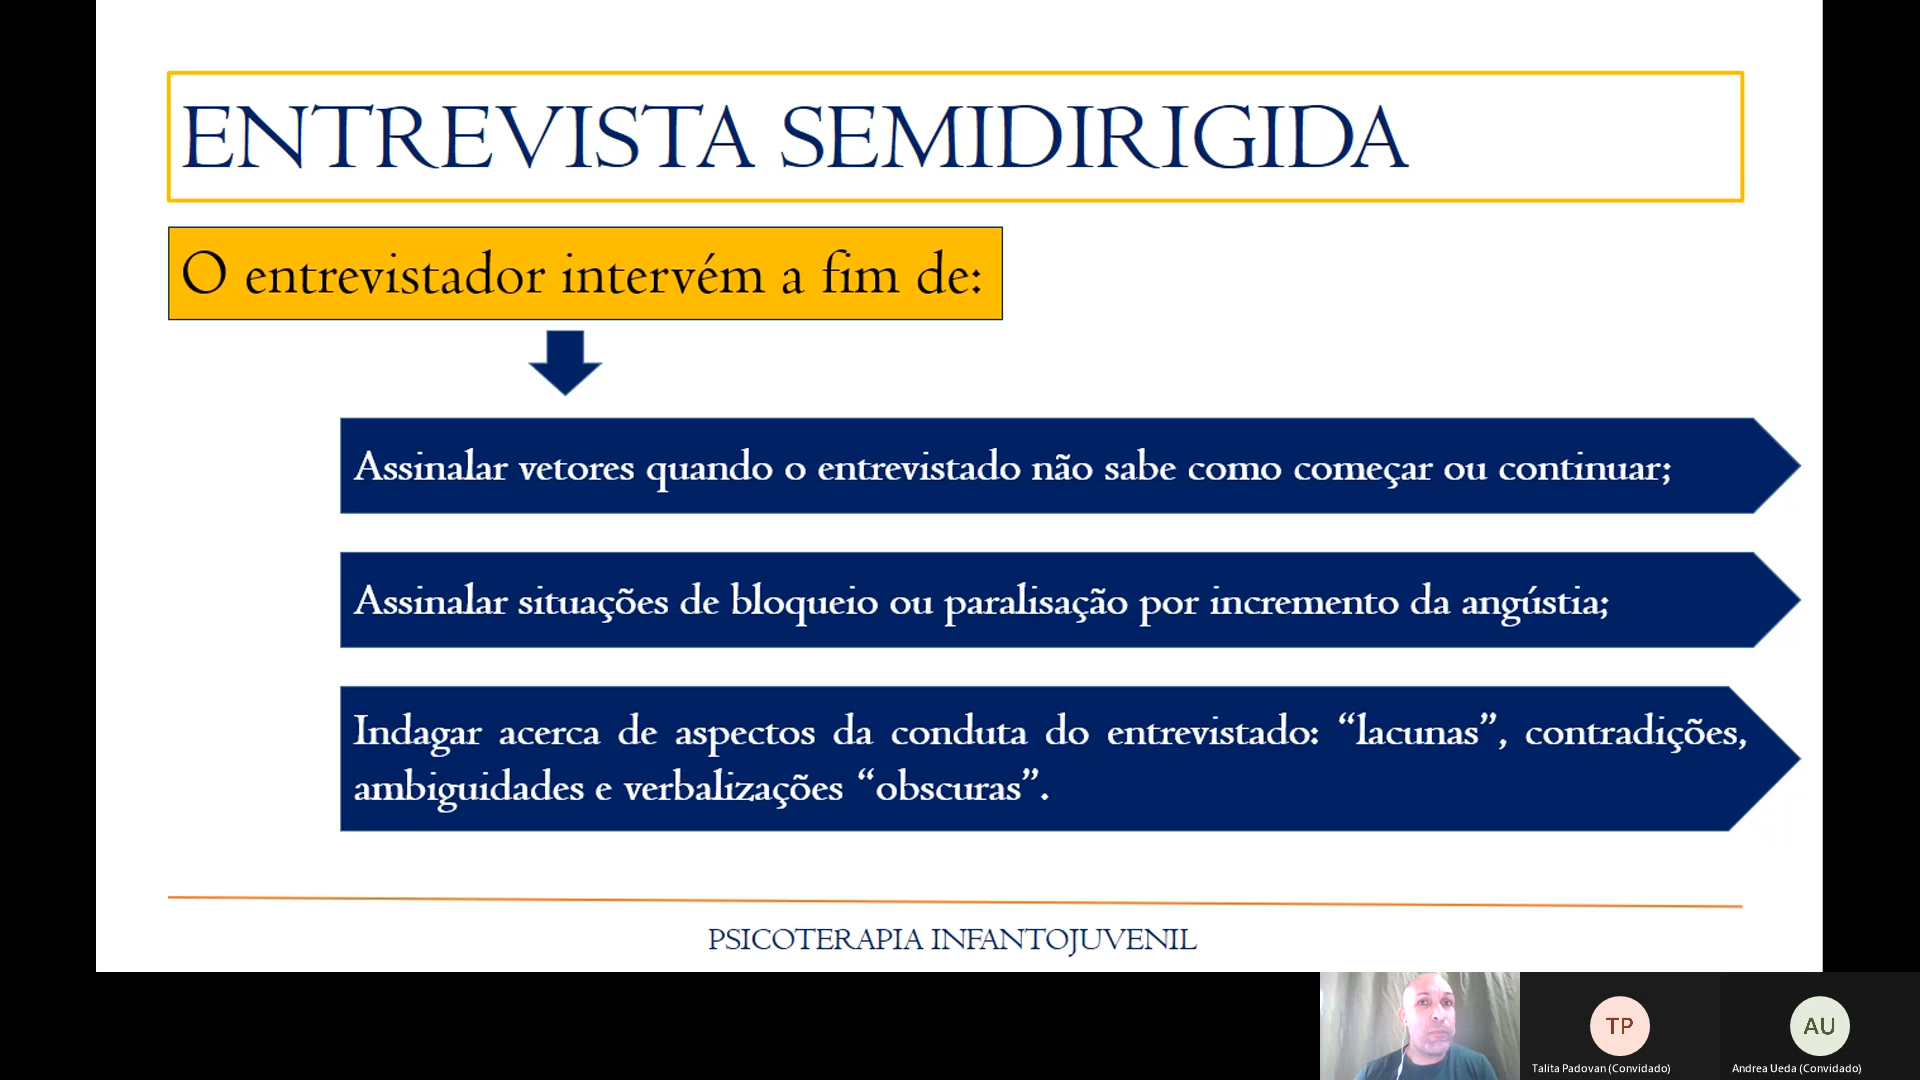 ENTREVISTA SEMIDIRIGIDA
O entrevistador intervém a fim de:
Assinalar vetores quando o entrevistado não sabe como começar ou continuar;
Assinalar situações de bloqueio ou paralisação por incremento da angústia;
Indagar acerca de aspectos da conduta do entrevistado: “lacunas”, contradições,
ambiguidades e verbalizações “obscuras”.
PSICOTERAPIA INFANTOJUVENIL
TP
AU
Talita Padovan (Convidado)
Andrea Ueda (Convidado)